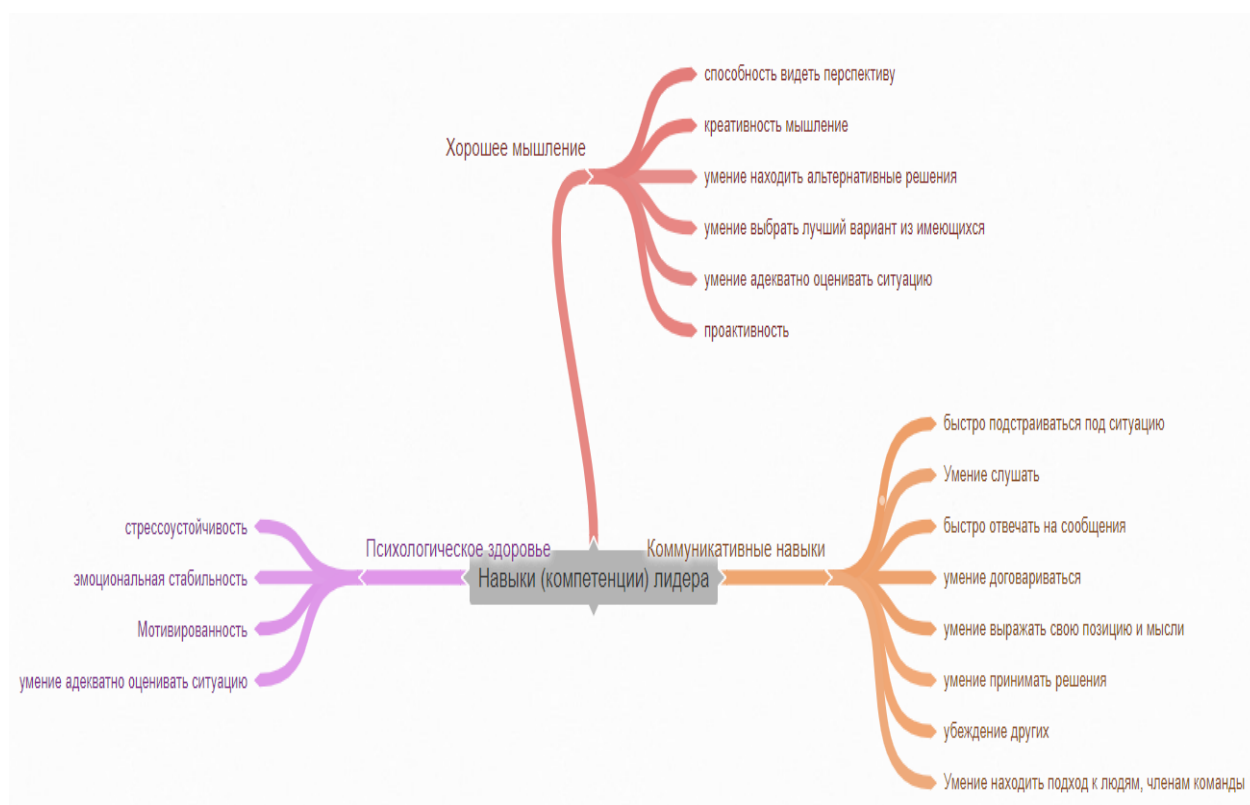 способность видеть перспективу
креативность мышление
Хорошее мышление
умение находить альтернативные решения
умение выбрать лучший вариант из имеющихся
умение адекватно оценивать ситуацию
проактивность
быстро подстраиваться под ситуацию
Умение слушать
быстро отвечать на сообщения
умение договариваться
умение выражать свою позицию и мысли
умение принимать решения
убеждение других
Умение находить подход к людям, членам команды
Коммуникативные навыки
Навыки (компетенции) лидера
Психологическое здоровье
стрессоустойчивость
эмоциональная стабильность
Мотивированность
умение адекватно оценивать ситуацию